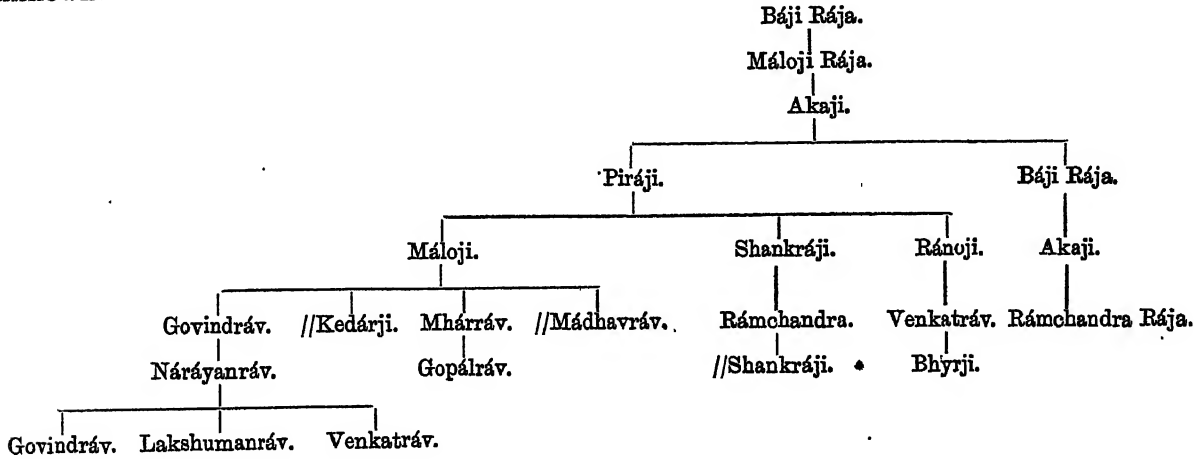 Báji Rája.
Máloji Rája.
Akaji.
Piráji. Báji Rája.
Máloji. Shankráji. Ránoji. Akaji.
Govindráv. //Kedárji. Mhárráv. //Mádhavráv. Rámchandra. Venkatráv. Rámchandra Rája.
Náráyanráv. Gopálráv. //Shankráji. Bhyrji.
Govindráv. Lakshumanráv. Venkatráv.